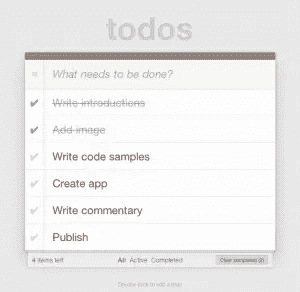 todos
What needs to be done?
Write introductions
Add image
Write code samples
Create app
Write commentary
Publish
4 items left All Active Completed Clear completed (2)
Double-click to edit a todo